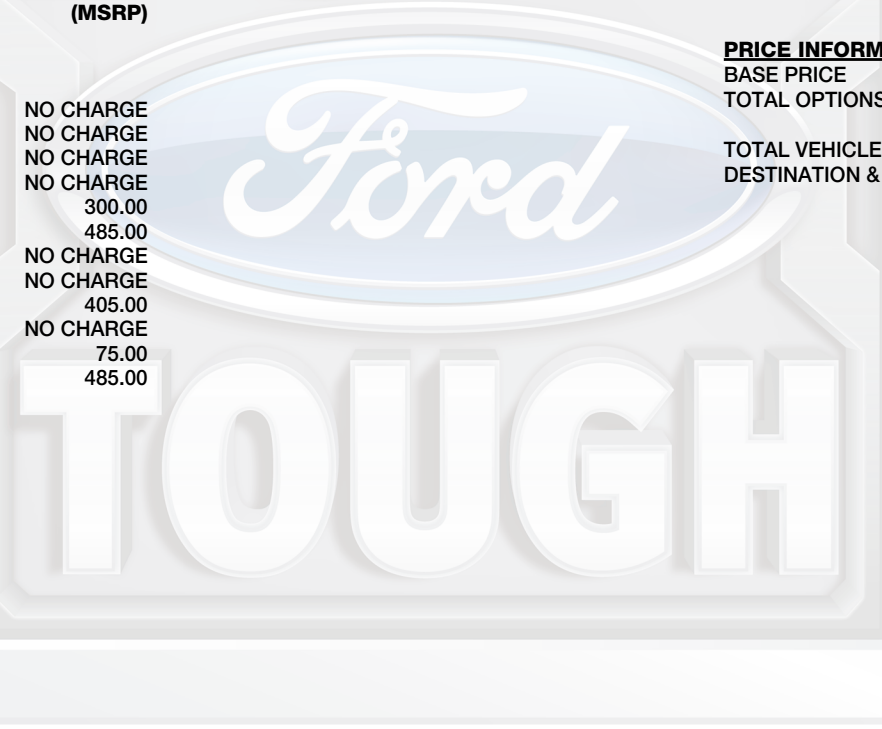 (MSRP)
NO CHARGE
NO CHARGE
NO CHARGE
NO CHARGE
300.00
485.00
NO CHARGE
NO CHARGE
405.00
NO CHARGE
75.00
485.00
PRICE INFORM
BASE PRICE
TOTAL OPTIONS
TOTAL VEHICLE
DESTINATION &
Ford
TOUGH